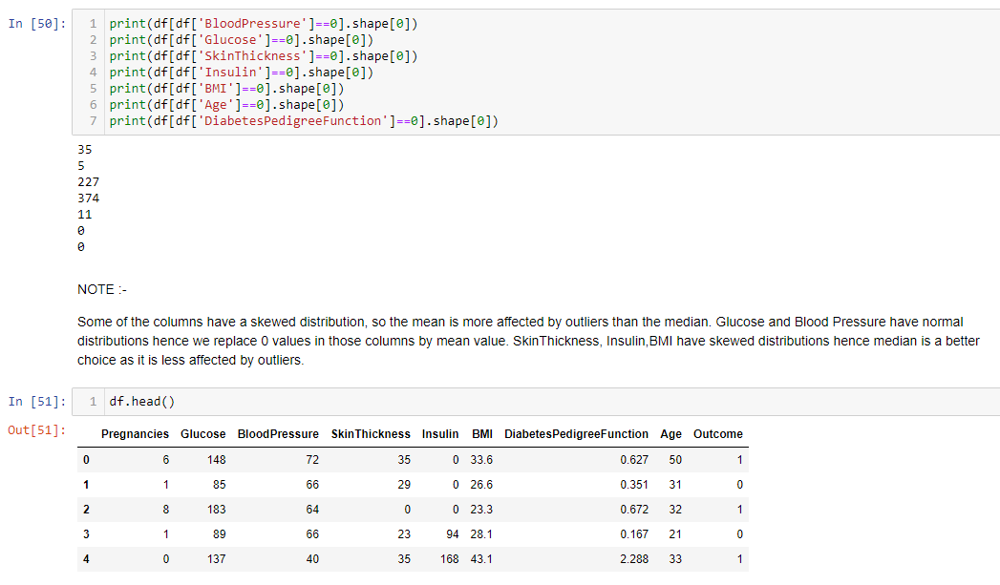 In [50]:
1 print(df[df['BloodPressure']==0].shape[0])
2 print(df[df['Glucose']==0].shape[0])
3 print(df[df['SkinThickness']==0].shape[0])
4 print(df[df['Insulin']==0].shape[0])
5 print(df[df['BMI']==0].shape[0])
6 print(df[df['Age']==0].shape[0])
7 print(df[df['DiabetesPedigreeFunction']==0].shape[0])
35
5
227
374
11
0
0
NOTE :-
Some of the columns have a skewed distribution, so the mean is more affected by outliers than the median. Glucose and Blood Pressure have normal
distributions hence we replace 0 values in those columns by mean value. SkinThickness, Insulin,BMI have skewed distributions hence median is a better
choice as it is less affected by outliers.
In [51]:
1 df.head()
Out[51]:
Pregnancies Glucose BloodPressure SkinThickness Insulin BMI DiabetesPedigreeFunction Age Outcome
0 6 148 72 35 0 33.6 0.627 50 1
1 1 85 66 29 0 26.6 0.351 31 0
2 8 183 64 0 0 23.3 0.672 32 1
3 1 89 66 23 94 28.1 0.167 21 0
4 0 137 40 35 168 43.1 2.288 33 1